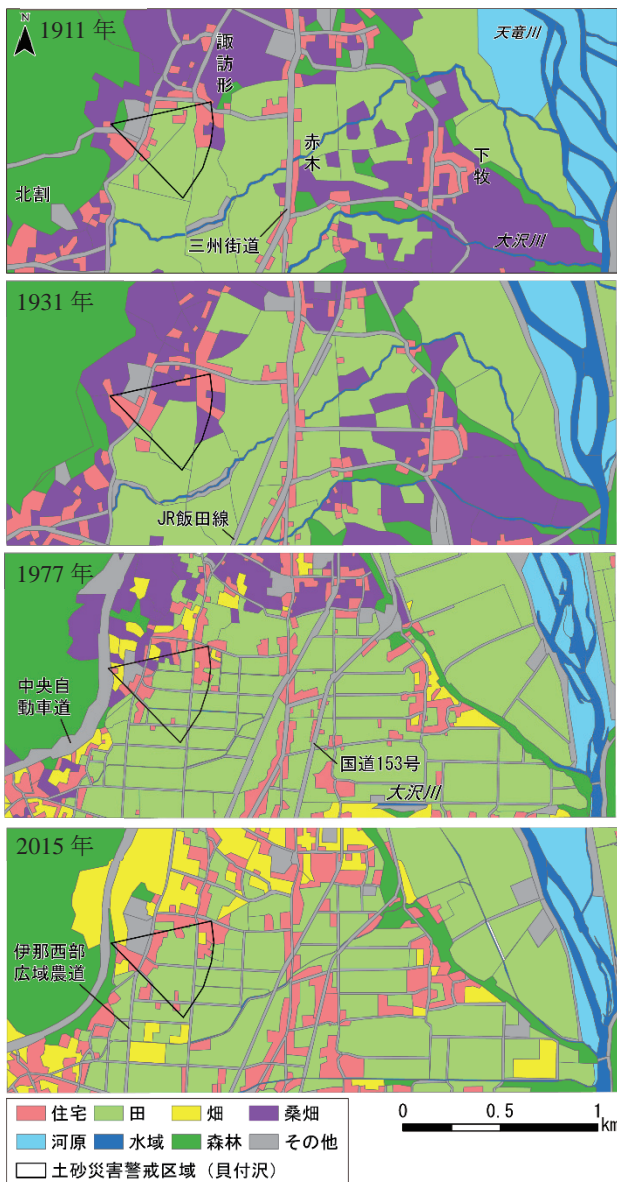 1911 年
N
諏訪形
天竜川
北割
赤木
下牧
三州街道
大沢川
1931 年
JR飯田線
1977 年
中央自
動車道
国道153号
大沢川
2015 年
伊那西部
広域農道
住宅 田 畑 桑畑
河原 水域 森林 その他
土砂災害警戒区域（貝付沢）
0 0.5 1
km